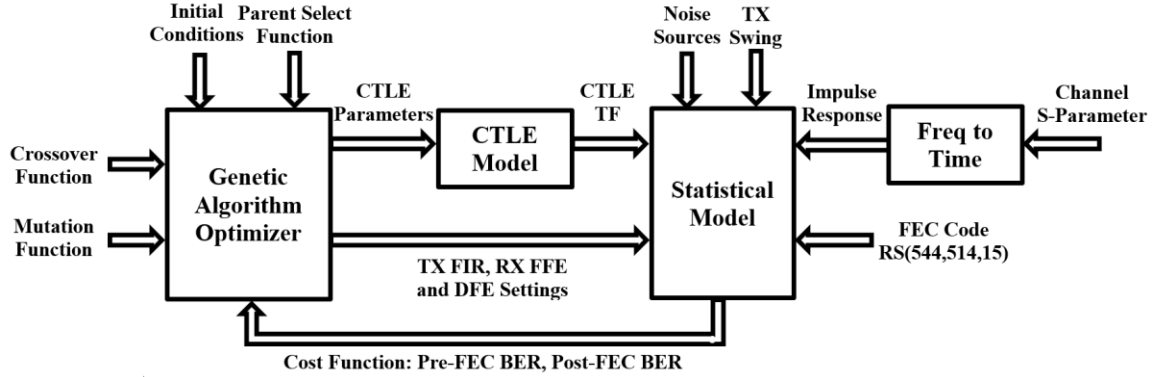 Initial
Conditions
Parent Select
Function
Noise
Sources
TX
Swing
CTLE
Parameters
CTLE
TF
Impulse
Response
Channel
S-Parameter
Crossover
Function
Mutation
Function
Genetic
Algorithm
Optimizer
CTLE
Model
Statistical
Model
Freq to
Time
TX FIR, RX FFE
and DFE Settings
FEC Code
RS(544,514,15)
Cost Function: Pre-FEC BER, Post-FEC BER